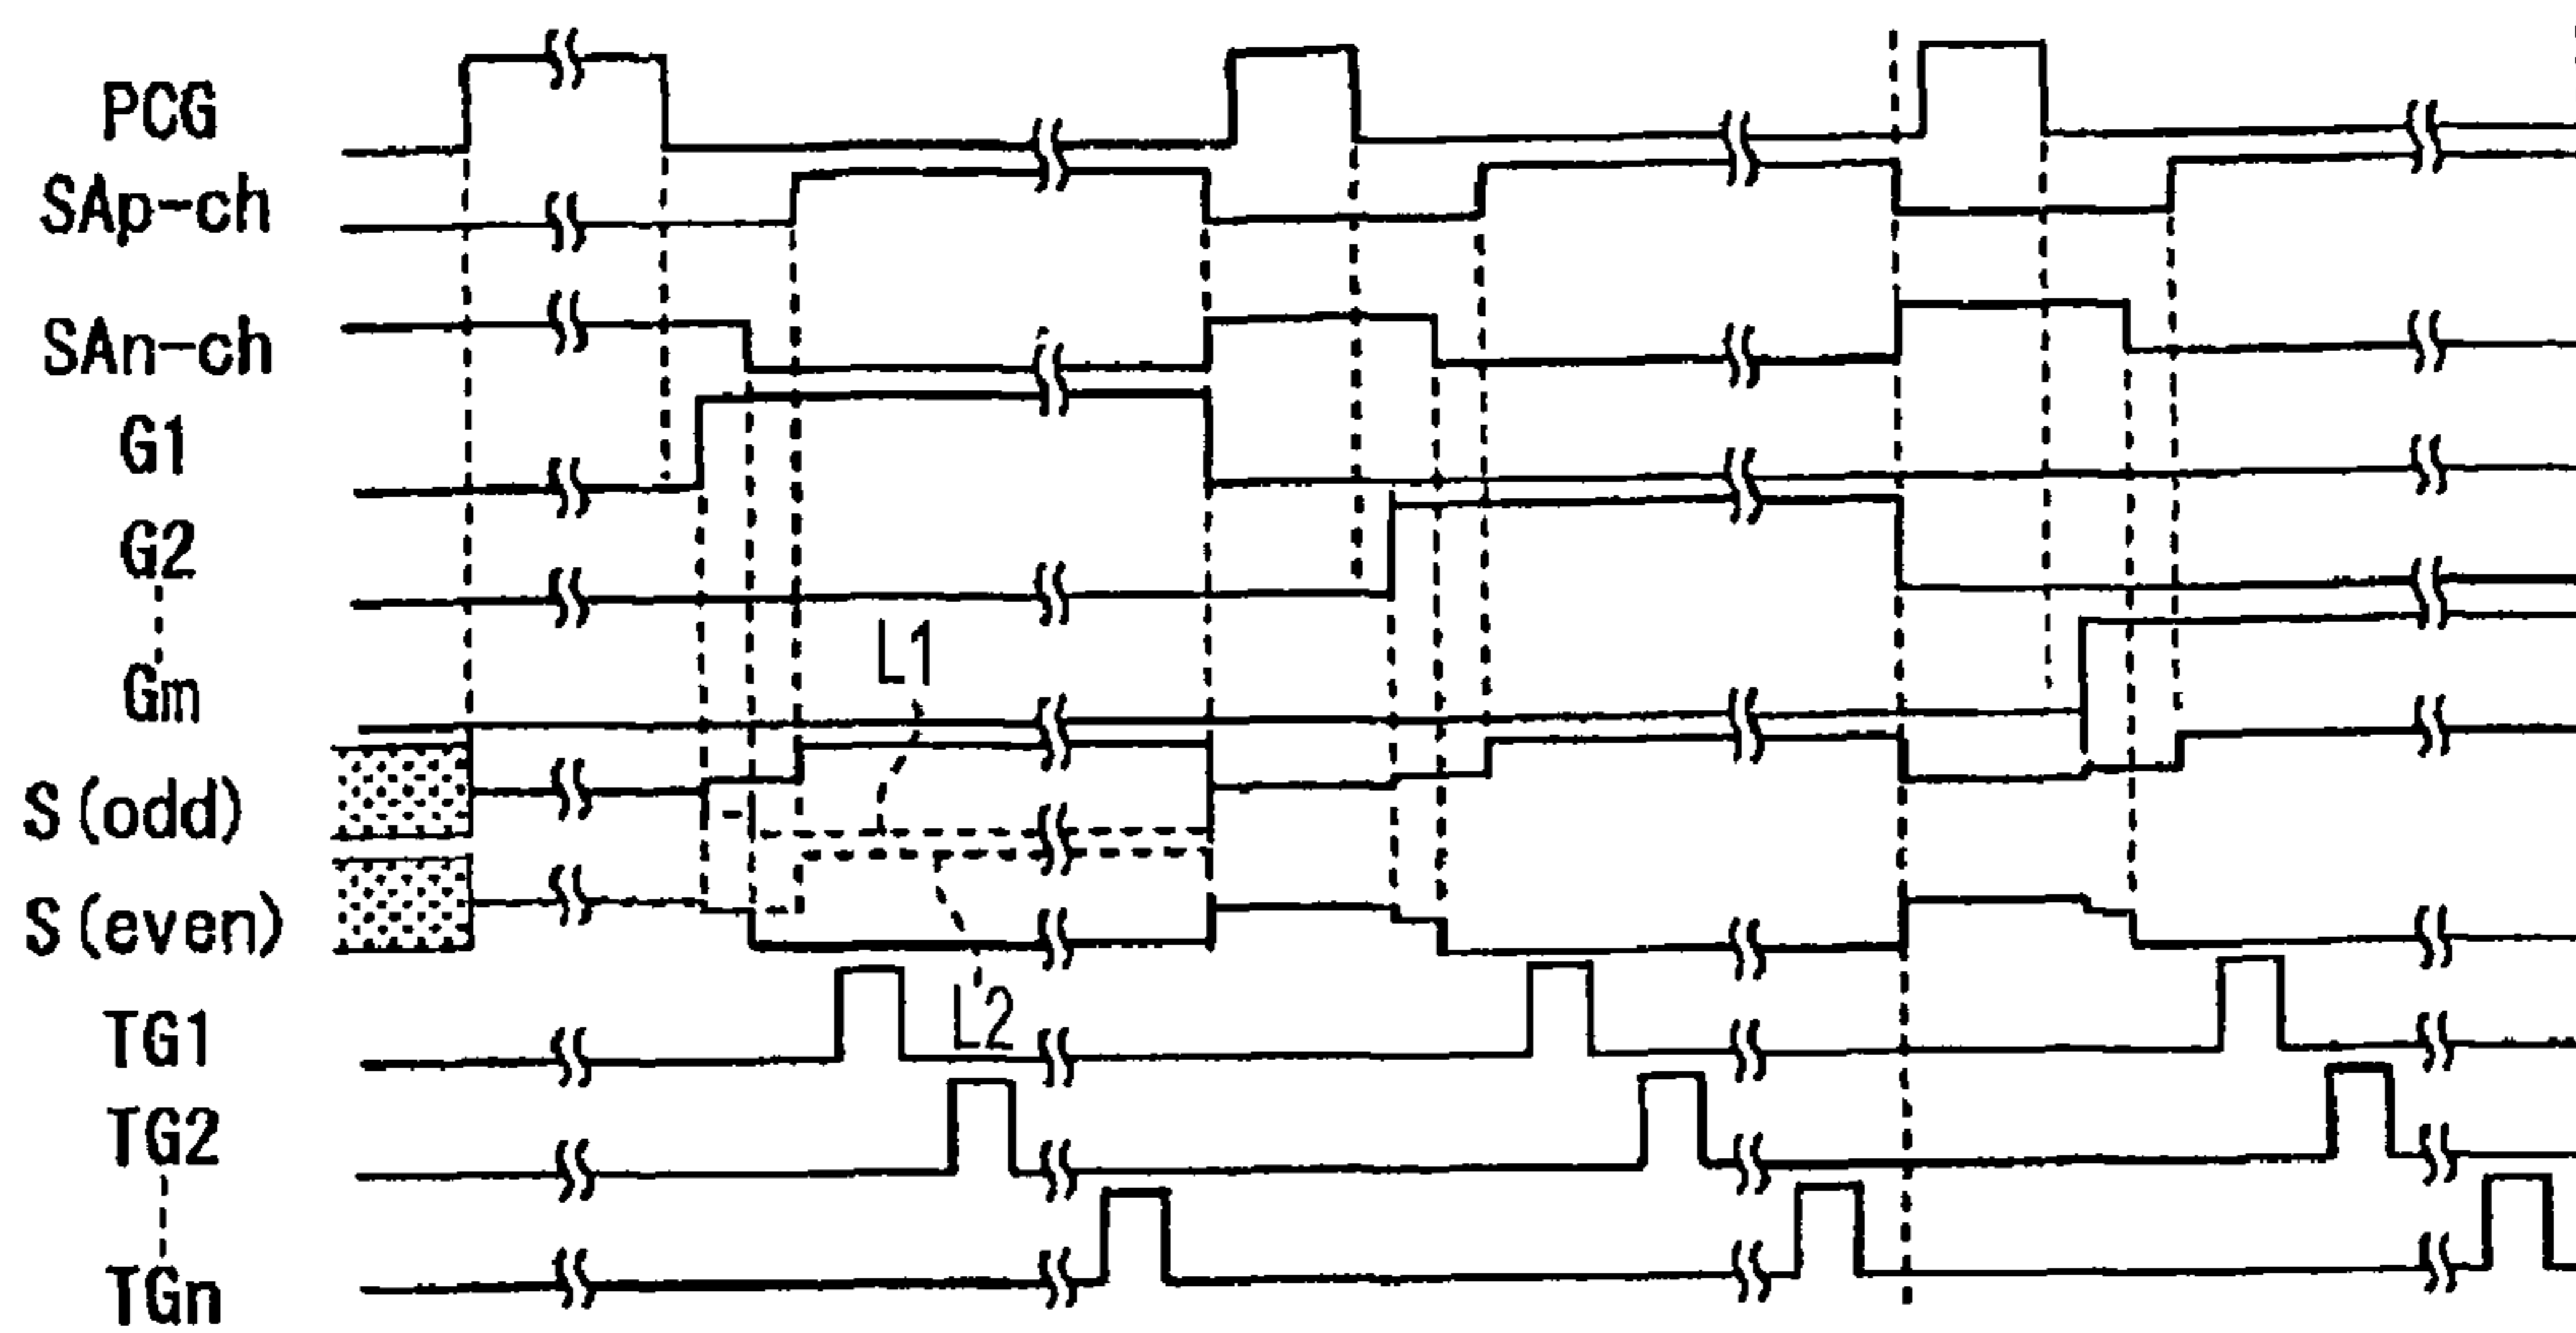 PCG
SAp-ch
SAn-ch
G1
G2
Gm
L1
S(odd)
S(even)
L2
TG1
TG2
TGn